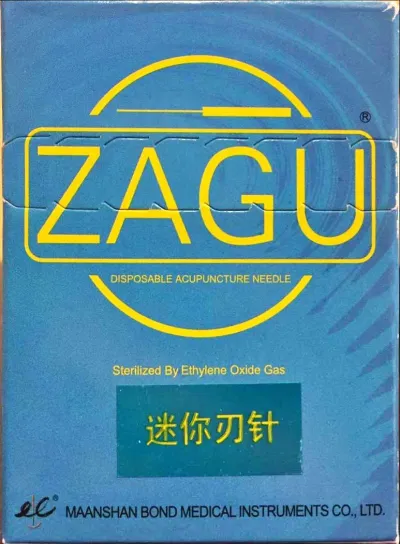 ®
ZAGU
DISPOSABLE ACUPUNCTURE NEEDLE
Sterilized By Ethylene Oxide Gas
迷你刃针
ec® MAANSHAN BOND MEDICAL INSTRUMENTS CO., LTD.